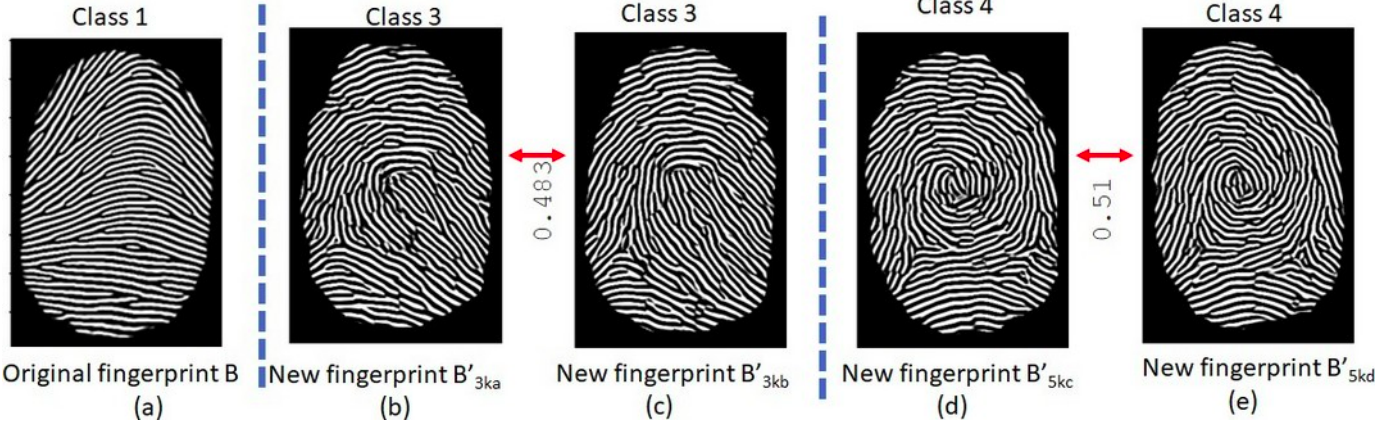 Class 1
Class 3
Class 3
Class 4
Class 4
0.483
0.51
Original fingerprint B
New fingerprint B'3ka
New fingerprint B'3kb
New fingerprint B'5kc
New fingerprint B'5kd
(a)
(b)
(c)
(d)
(e)